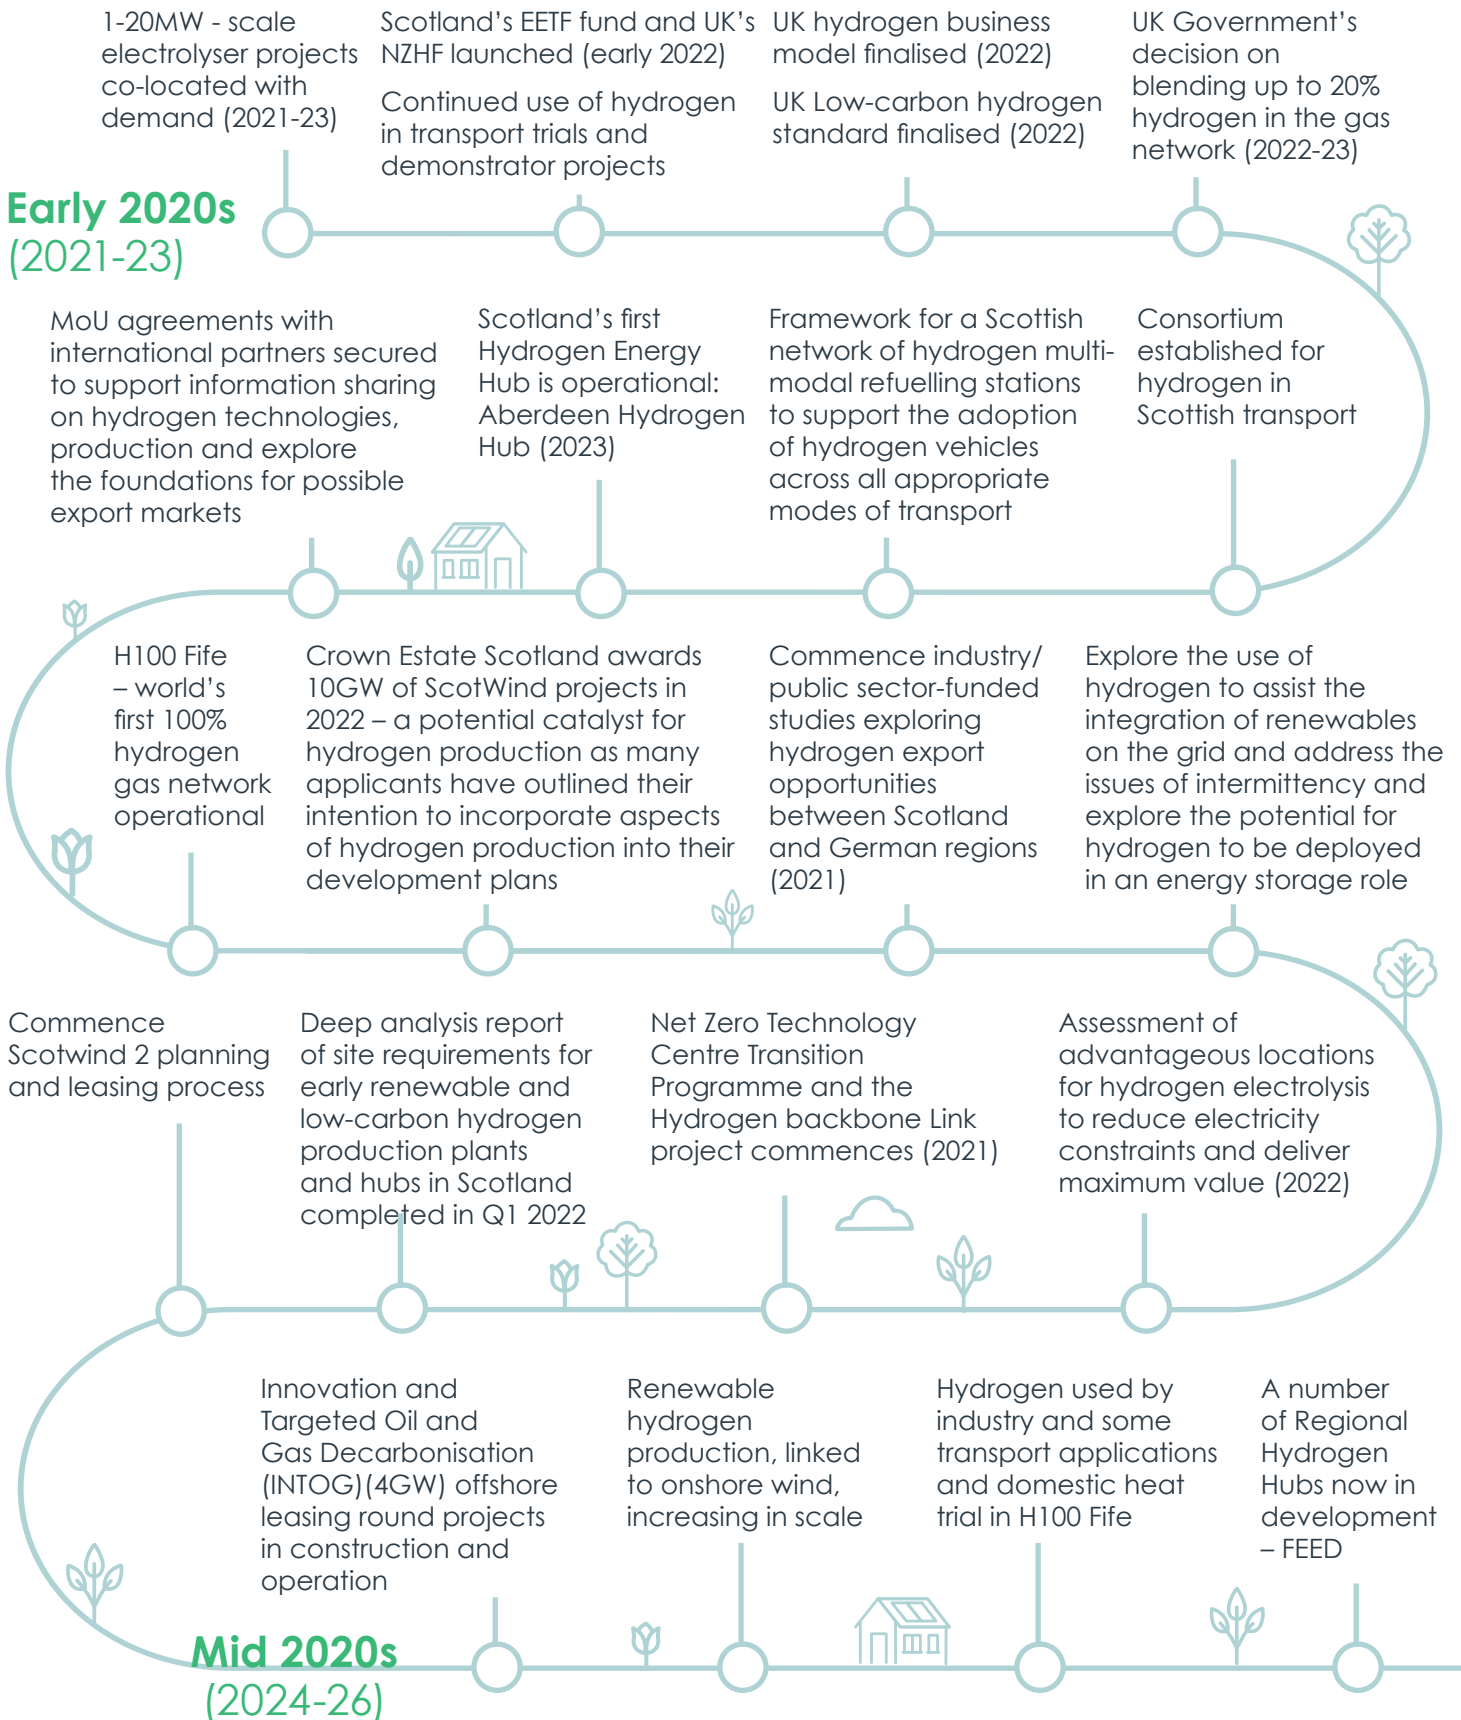 1-20MW - scale
electrolyser projects
co-located with
demand (2021-23)
Scotland's EETF fund and UK's
NZHF launched (early 2022)
Continued use of hydrogen
in transport trials and
demonstrator projects
UK hydrogen business
model finalised (2022)
UK Low-carbon hydrogen
standard finalised (2022)
UK Government's
decision on
blending up to 20%
hydrogen in the gas
network (2022-23)
Early 2020s
(2021-23)
MoU agreements with
international partners secured
to support information sharing
on hydrogen technologies,
production and explore
the foundations for possible
export markets
Scotland's first
Hydrogen Energy
Hub is operational:
Aberdeen Hydrogen
Hub (2023)
Framework for a Scottish
network of hydrogen multi-
modal refuelling stations
to support the adoption
of hydrogen vehicles
across all appropriate
modes of transport
Consortium
established for
hydrogen in
Scottish transport
H100 Fife
– world's
first 100%
hydrogen
gas network
operational
Crown Estate Scotland awards
10GW of ScotWind projects in
2022 – a potential catalyst for
hydrogen production as many
applicants have outlined their
intention to incorporate aspects
of hydrogen production into their
development plans
Commence industry/
public sector-funded
studies exploring
hydrogen export
opportunities
between Scotland
and German regions
(2021)
Explore the use of
hydrogen to assist the
integration of renewables
on the grid and address the
issues of intermittency and
explore the potential for
hydrogen to be deployed
in an energy storage role
Commence
Scotwind 2 planning
and leasing process
Deep analysis report
of site requirements for
early renewable and
low-carbon hydrogen
production plants
and hubs in Scotland
completed in Q1 2022
Net Zero Technology
Centre Transition
Programme and the
Hydrogen backbone Link
project commences (2021)
Assessment of
advantageous locations
for hydrogen electrolysis
to reduce electricity
constraints and deliver
maximum value (2022)
Innovation and
Targeted Oil and
Gas Decarbonisation
(INTOG)(4GW) offshore
leasing round projects
in construction and
operation
Renewable
hydrogen
production, linked
to onshore wind,
increasing in scale
Hydrogen used by
industry and some
transport applications
and domestic heat
trial in H100 Fife
A number
of Regional
Hydrogen
Hubs now in
development
– FEED
Mid 2020s
(2024-26)